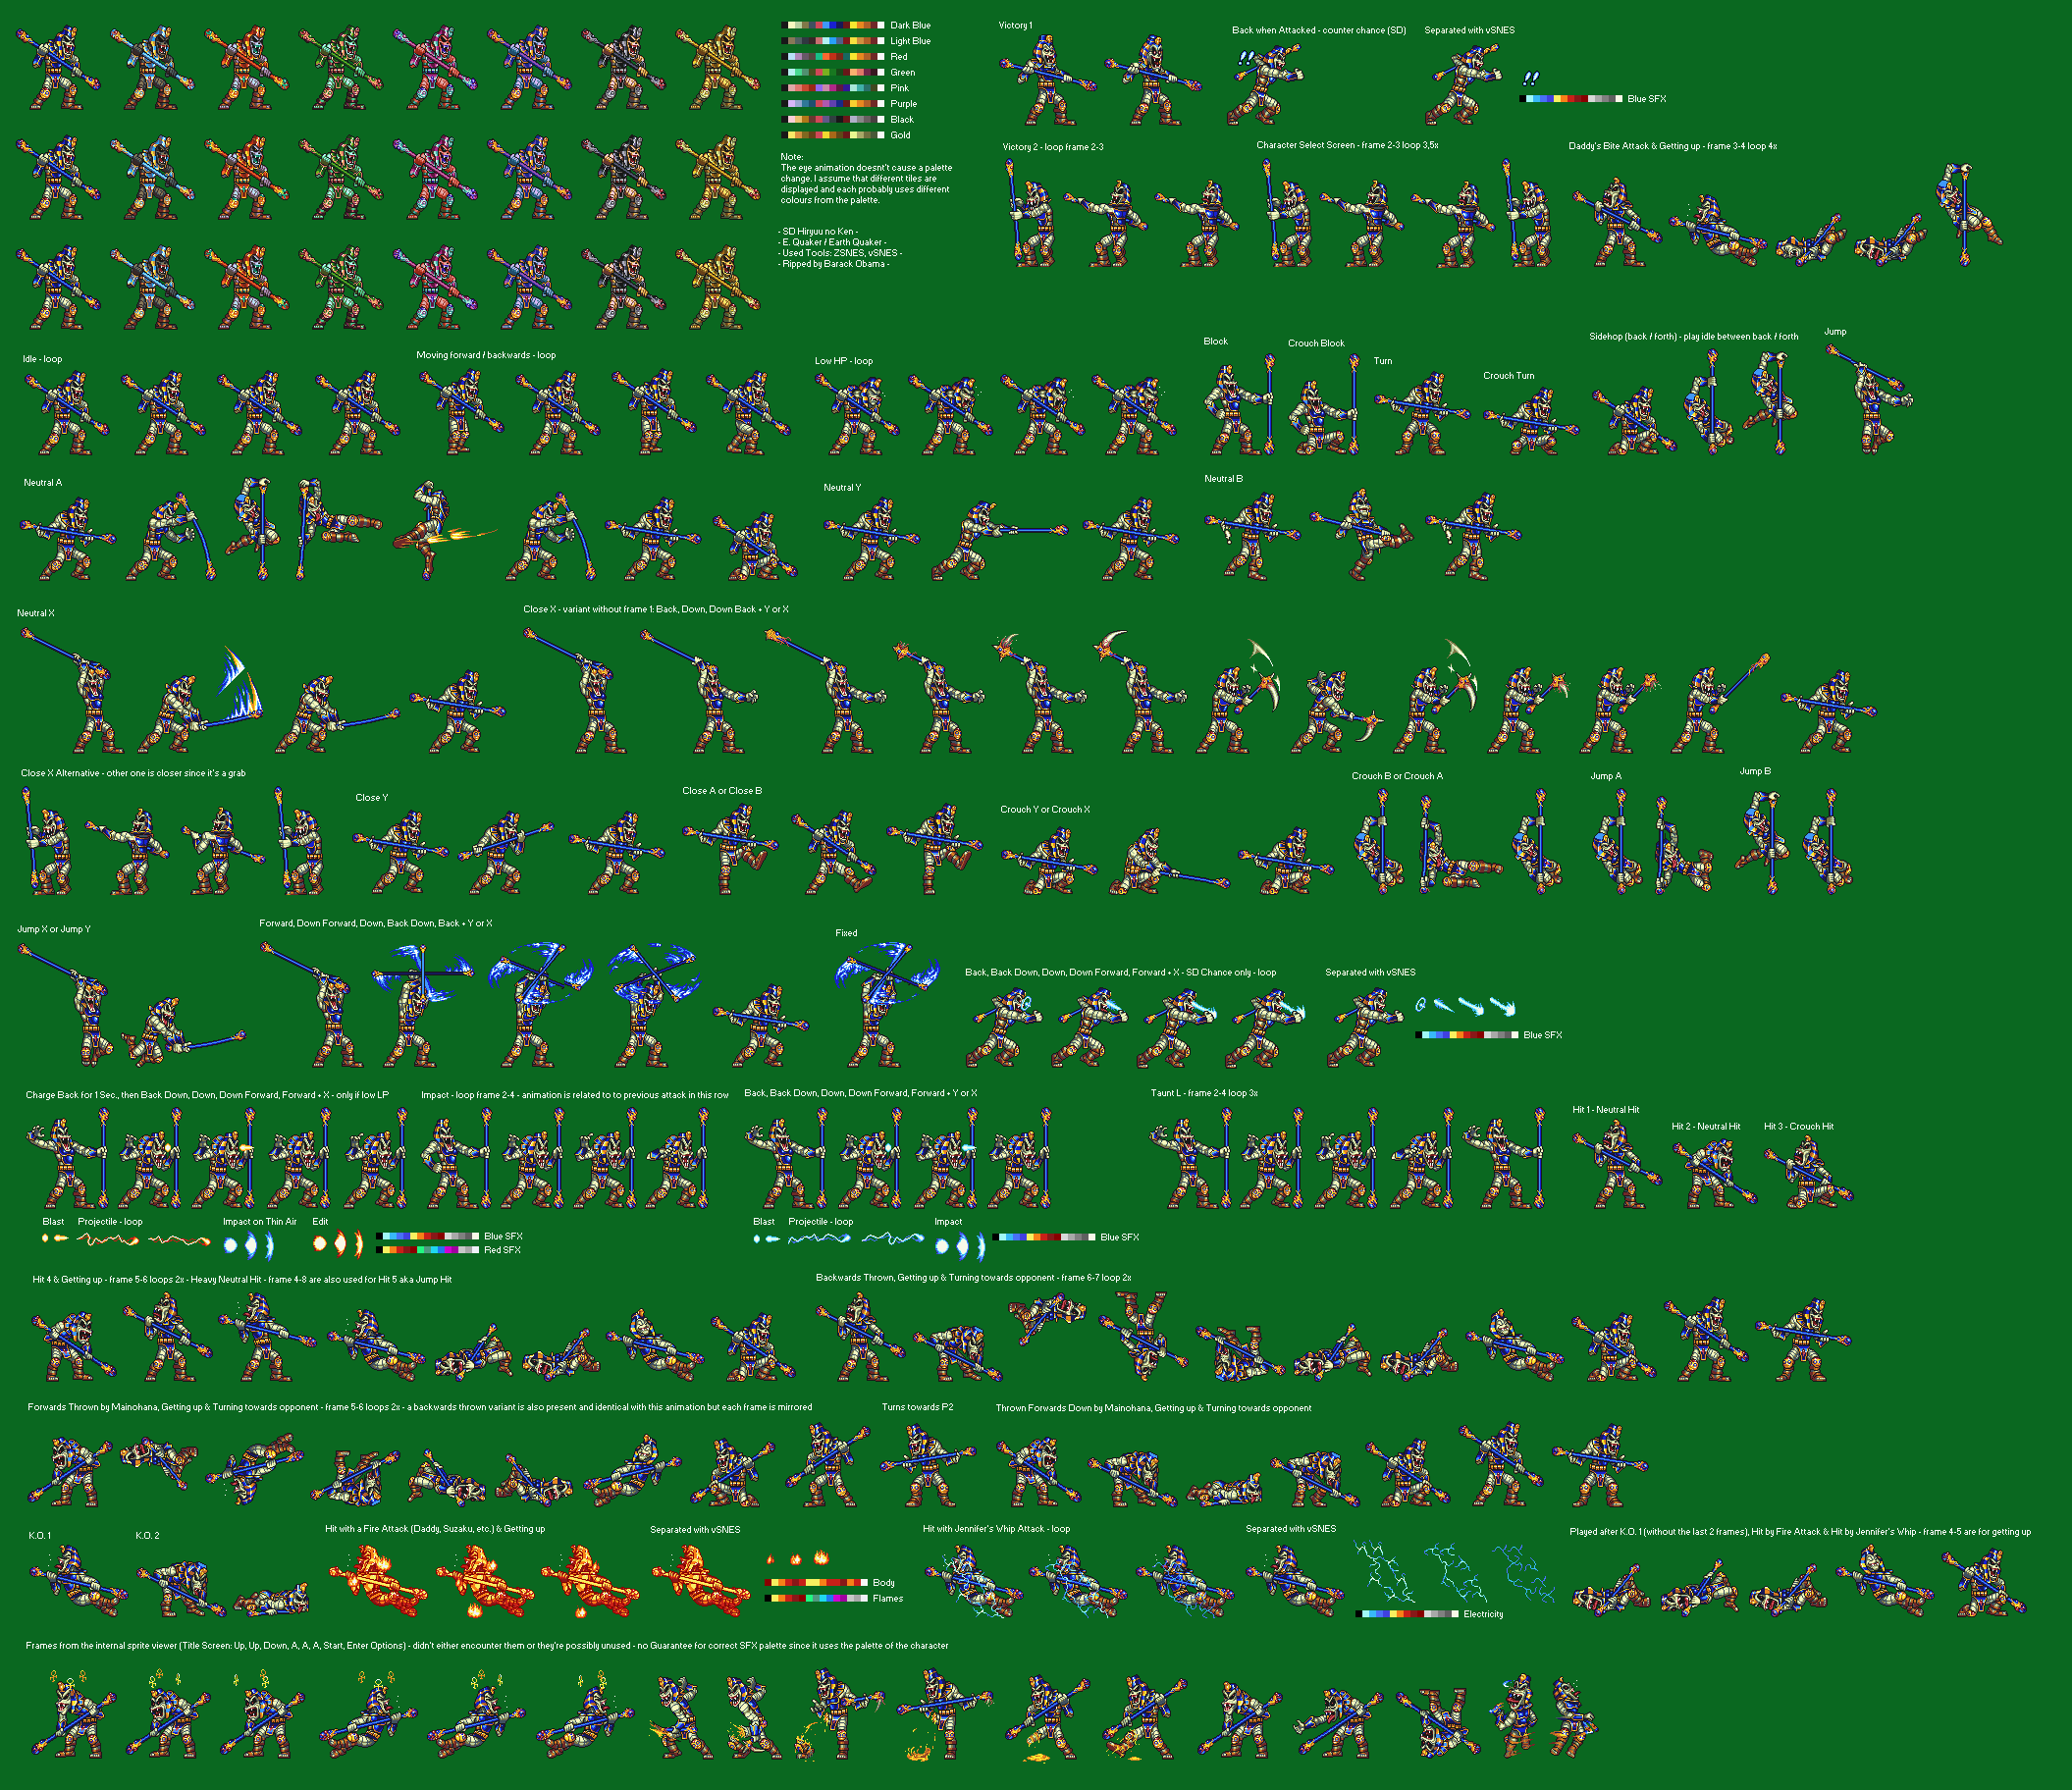 Dark Blue
Light Blue
Red
Green
Pink
Purple
Black
Gold
Note:
The eye animation doesn't cause a palette
change. I assume that different tiles are
displayed and each probably uses different
colours from the palette.
- SD Hiryuu no Ken -
- E. Quaker / Earth Quaker -
- Used Tools: ZSNES, vSNES -
- Ripped by Barack Obama -
Victory 1
Back when Attacked - counter chance (SD)
Separated with vSNES
Blue SFX
Victory 2 - loop frame 2-3
Character Select Screen - frame 2-3 loop 3,5x
Daddy's Bite Attack & Getting up - frame 3-4 loop 4x
Idle - loop
Moving forward / backwards - loop
Low HP - loop
Block
Crouch Block
Turn
Crouch Turn
Sidehop (back / forth) - play idle between back / forth
Jump
Neutral A
Neutral Y
Neutral B
Neutral X
Close X - variant without frame 1: Back, Down, Down Back + Y or X
Close X Alternative - other one is closer since it's a grab
Close Y
Close A or Close B
Crouch Y or Crouch X
Crouch B or Crouch A
Jump A
Jump B
Jump X or Jump Y
Forward, Down Forward, Down, Back Down, Back + Y or X
Fixed
Back, Back Down, Down, Down Forward, Forward + X - SD Chance only - loop
Separated with vSNES
Blue SFX
Charge Back for 1 Sec., then Back Down, Down, Down Forward, Forward + X - only if low LP
Impact - loop frame 2-4 - animation is related to to previous attack in this row
Back, Back Down, Down, Down Forward, Forward + Y or X
Taunt L - frame 2-4 loop 3x
Hit 1 - Neutral Hit
Hit 2 - Neutral Hit
Hit 3 - Crouch Hit
Blast
Projectile - loop
Impact on Thin Air
Edit
Blue SFX
Red SFX
Blast
Projectile - loop
Impact
Blue SFX
Hit 4 & Getting up - frame 5-6 loops 2x - Heavy Neutral Hit - frame 4-8 are also used for Hit 5 aka Jump Hit
Backwards Thrown, Getting up & Turning towards opponent - frame 6-7 loop 2x
Forwards Thrown by Mainohana, Getting up & Turning towards opponent - frame 5-6 loops 2x - a backwards thrown variant is also present and identical with this animation but each frame is mirrored
Turns towards P2
Thrown Forwards Down by Mainohana, Getting up & Turning towards opponent
K.O. 1
K.O. 2
Hit with a Fire Attack (Daddy, Suzaku, etc.) & Getting up
Separated with vSNES
Body
Flames
Hit with Jennifer's Whip Attack - loop
Separated with vSNES
Electricity
Played after K.O. 1 (without the last 2 frames), Hit by Fire Attack & Hit by Jennifer's Whip - frame 4-5 are for getting up
Frames from the internal sprite viewer (Title Screen: Up, Up, Down, A, A, A, Start, Enter Options) - didn't either encounter them or they're possibly unused - no Guarantee for correct SFX palette since it uses the palette of the character